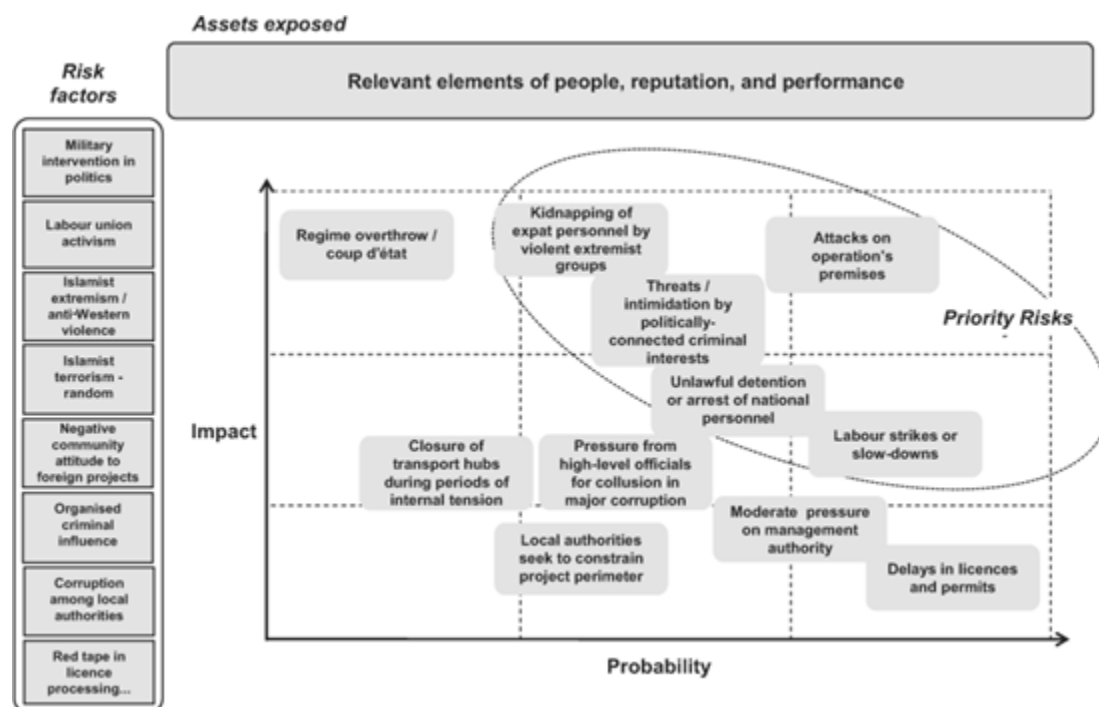 Assets exposed
Relevant elements of people, reputation, and performance
Risk
factors
Military
intervention in
politics
Labour union
activism
Islamist
extremism /
anti-Western
violence
Islamist
terrorism -
random
Negative
community
attitude to
foreign projects
Organised
criminal
influence
Corruption
among local
authorities
Red tape in
licence
processing...
Impact
Regime overthrow /
coup d'état
Kidnapping of
expat personnel by
violent extremist
groups
Attacks on
operation's
premises
Threats /
intimidation by
politically-
connected criminal
interests
Priority Risks
Unlawful detention
or arrest of national
personnel
Labour strikes or
slow-downs
Closure of
transport hubs
during periods of
internal tension
Pressure from
high-level officials
for collusion in
major corruption
Moderate pressure
on management
authority
Local authorities
seek to constrain
project perimeter
Delays in licences
and permits
Probability